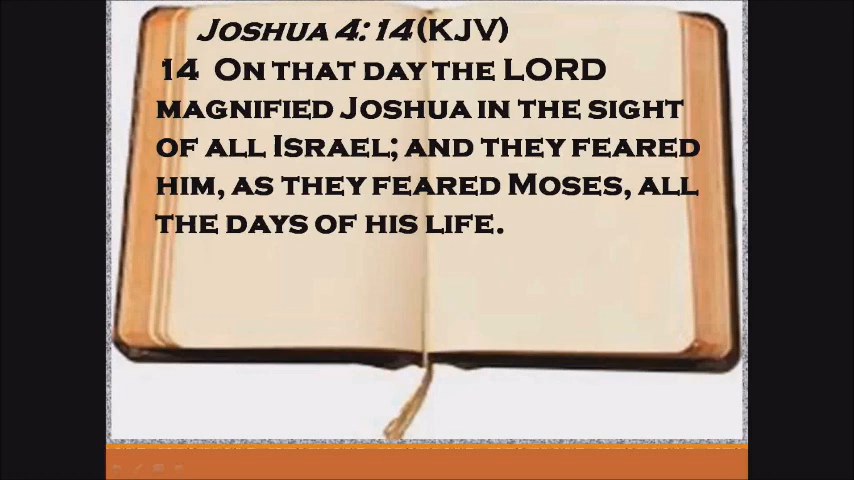 Joshua 4:14 (KJV)
14 On that day the LORD
magnified Joshua in the sight
of all Israel; and they feared
him, as they feared Moses, all
the days of his life.